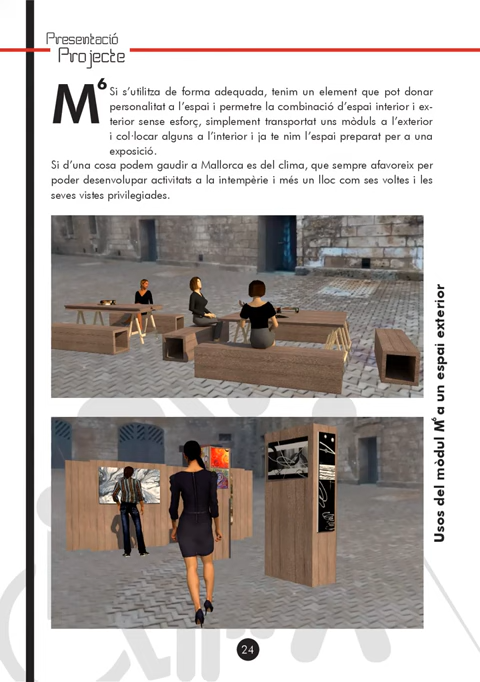 Presentació
Projecte
M⁶ Si s'utilitza de forma adequada, tenim un element que pot donar
personalitat a l'espai i permetre la combinació d'espai interior i ex-
terior sense esforç, simplement transportat uns mòduls a l'exterior
i col·locar alguns a l'interior i ja te nim l'espai preparat per a una
exposició.
Si d'una cosa podem gaudir a Mallorca es del clima, que sempre afavoreix per
poder desenvolupar activitats a la intempèrie i més un lloc com ses voltes i les
seves vistes privilegiades.
Usos del mòdul M⁶ a un espai exterior
24